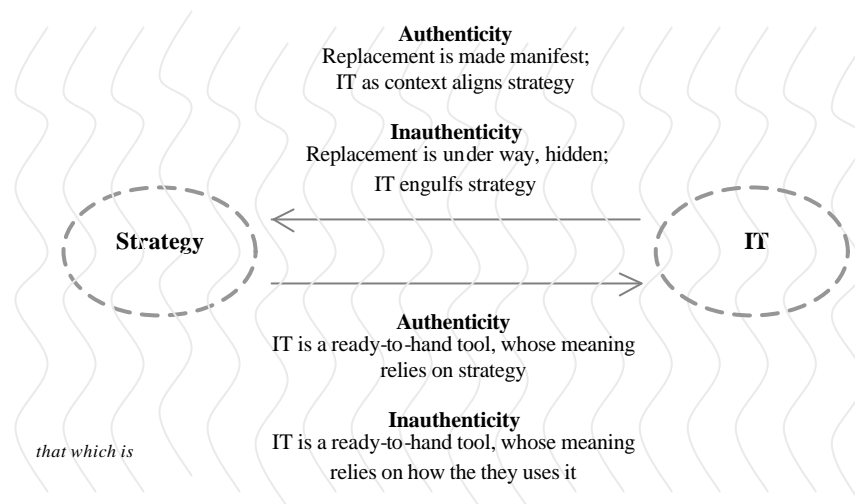 Authenticity
Replacement is made manifest;
IT as context aligns strategy
Inauthenticity
Replacement is under way, hidden;
IT engulfs strategy
Strategy
IT
Authenticity
IT is a ready-to-hand tool, whose meaning
relies on strategy
Inauthenticity
IT is a ready-to-hand tool, whose meaning
relies on how the they uses it
that which is